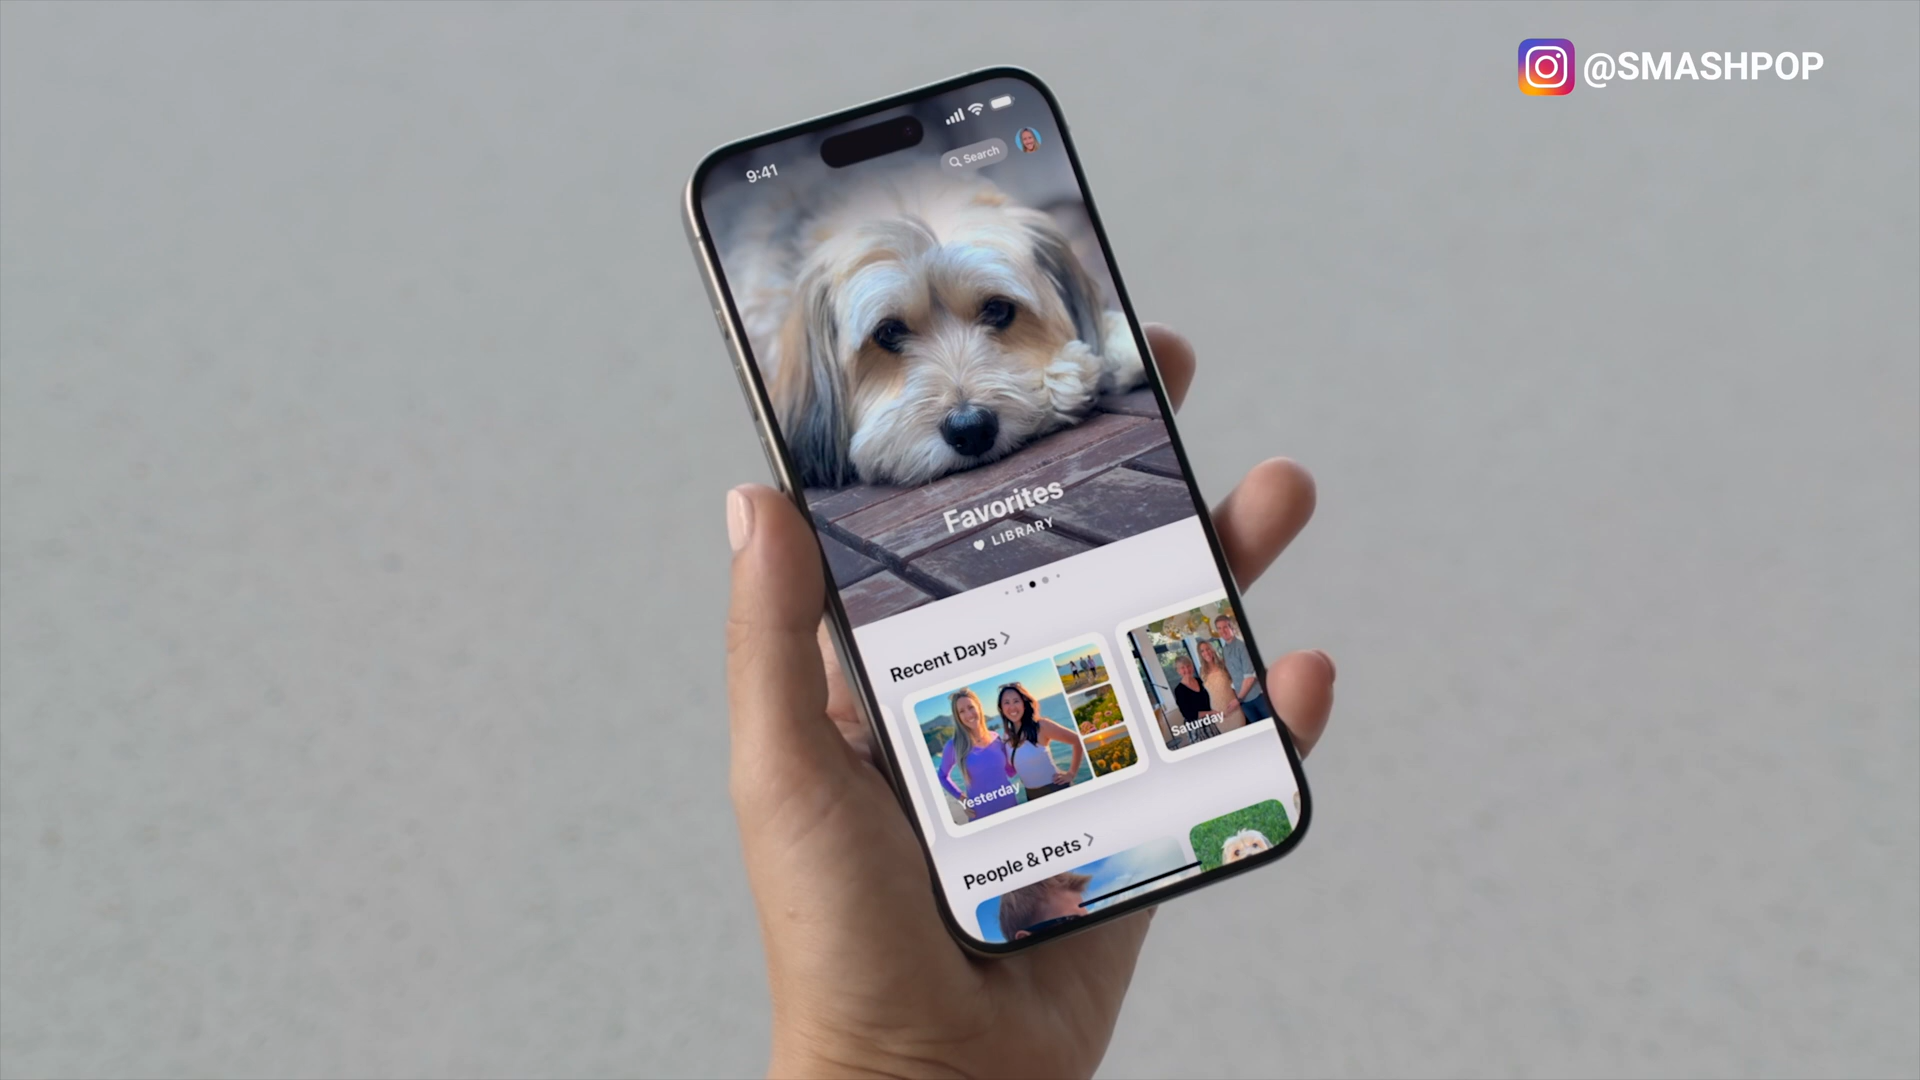 @SMASHPOP
9:41
Search
Favorites
LIBRARY
Recent Days
Yesterday
Saturday
People & Pets